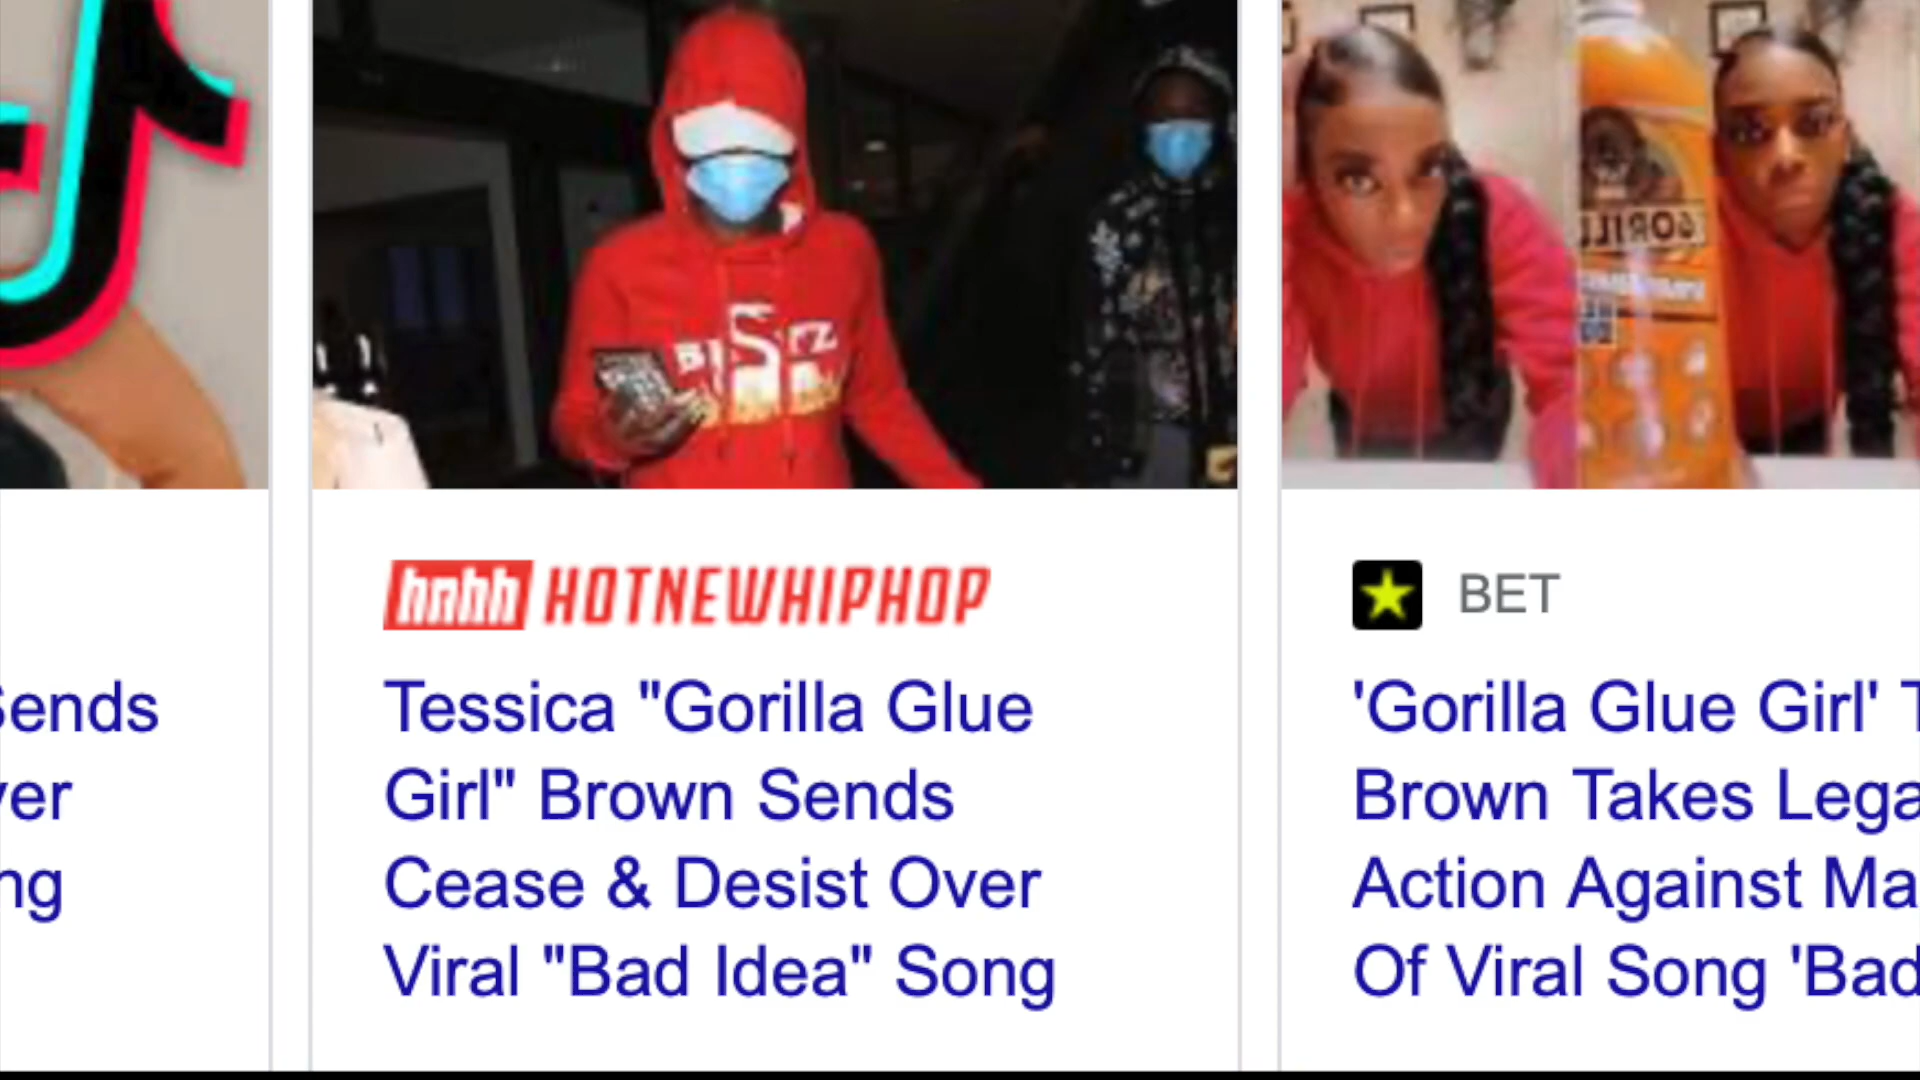 Sends
ver
ng
hnhh HOTNEWHIPHOP
Tessica "Gorilla Glue
Girl" Brown Sends
Cease & Desist Over
Viral "Bad Idea" Song
BET
'Gorilla Glue Girl' T
Brown Takes Lega
Action Against Ma
Of Viral Song 'Bad